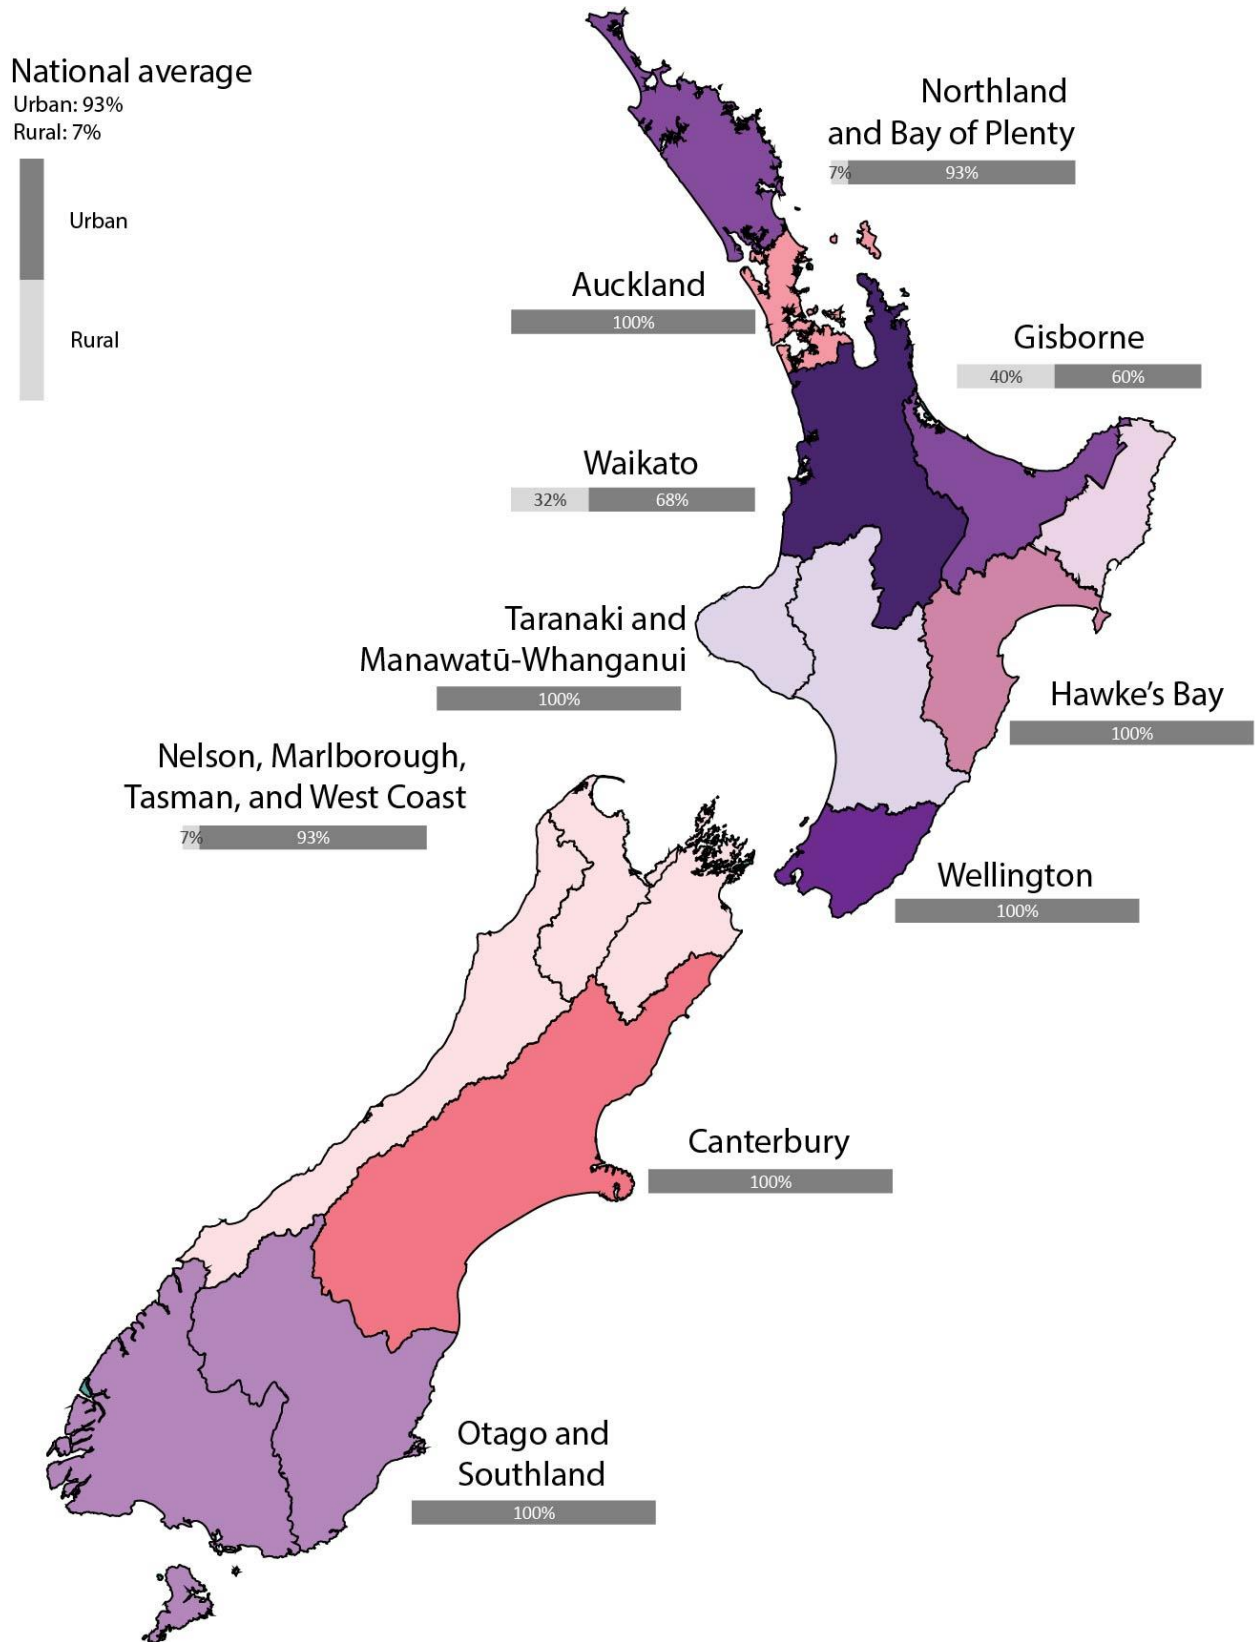 National average
Urban: 93%
Rural: 7%
Urban
Rural
Northland
and Bay of Plenty
7% 93%
Auckland
100%
Gisborne
40% 60%
Waikato
32% 68%
Taranaki and
Manawatū-Whanganui
100%
Hawke’s Bay
100%
Nelson, Marlborough,
Tasman, and West Coast
7% 93%
Wellington
100%
Canterbury
100%
Otago and
Southland
100%